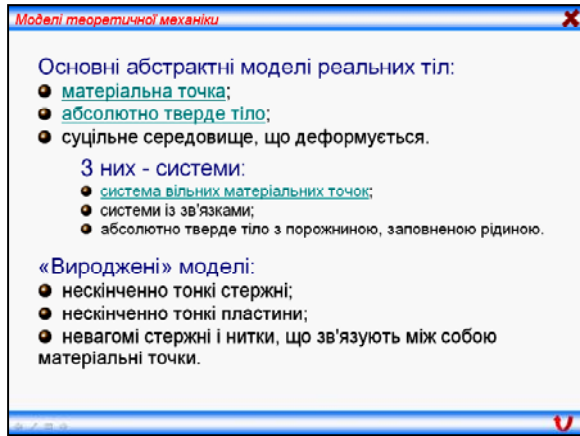 Моделі теоретичної механіки
Основні абстрактні моделі реальних тіл:
матеріальна точка;
абсолютно тверде тіло;
суцільне середовище, що деформується.
З них - системи:
система вільних матеріальних точок;
системи із зв'язками;
абсолютно тверде тіло з порожниною, заповненою рідиною.
«Вироджені» моделі:
нескінченно тонкі стержні;
нескінченно тонкі пластини;
невагомі стержні і нитки, що зв'язують між собою
матеріальні точки.